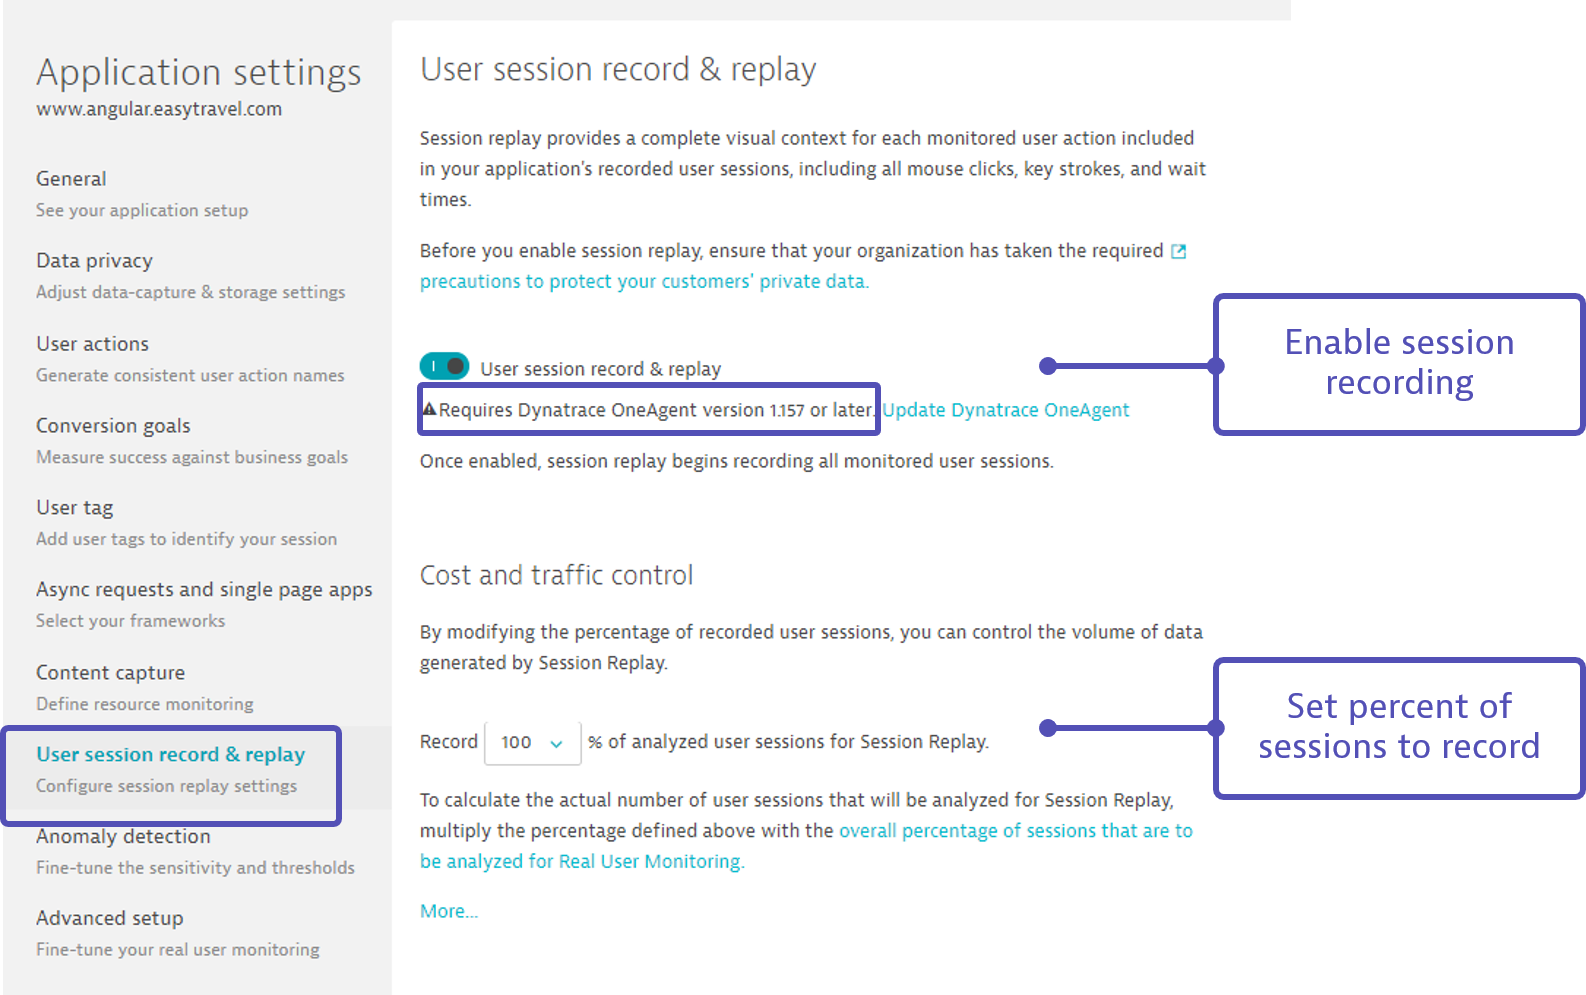 Application settings
www.angular.easytravel.com
General
See your application setup
Data privacy
Adjust data-capture & storage settings
User actions
Generate consistent user action names
Conversion goals
Measure success against business goals
User tag
Add user tags to identify your session
Async requests and single page apps
Select your frameworks
Content capture
Define resource monitoring
User session record & replay
Configure session replay settings
Anomaly detection
Fine-tune the sensitivity and thresholds
Advanced setup
Fine-tune your real user monitoring
User session record & replay
Session replay provides a complete visual context for each monitored user action included
in your application's recorded user sessions, including all mouse clicks, key strokes, and wait
times.
Before you enable session replay, ensure that your organization has taken the required
precautions to protect your customers' private data.
User session record & replay
Requires Dynatrace OneAgent version 1.157 or later. Update Dynatrace OneAgent
Once enabled, session replay begins recording all monitored user sessions.
Cost and traffic control
By modifying the percentage of recorded user sessions, you can control the volume of data
generated by Session Replay.
Record 100 % of analyzed user sessions for Session Replay.
To calculate the actual number of user sessions that will be analyzed for Session Replay,
multiply the percentage defined above with the overall percentage of sessions that are to
be analyzed for Real User Monitoring.
More...
Enable session
recording
Set percent of
sessions to record